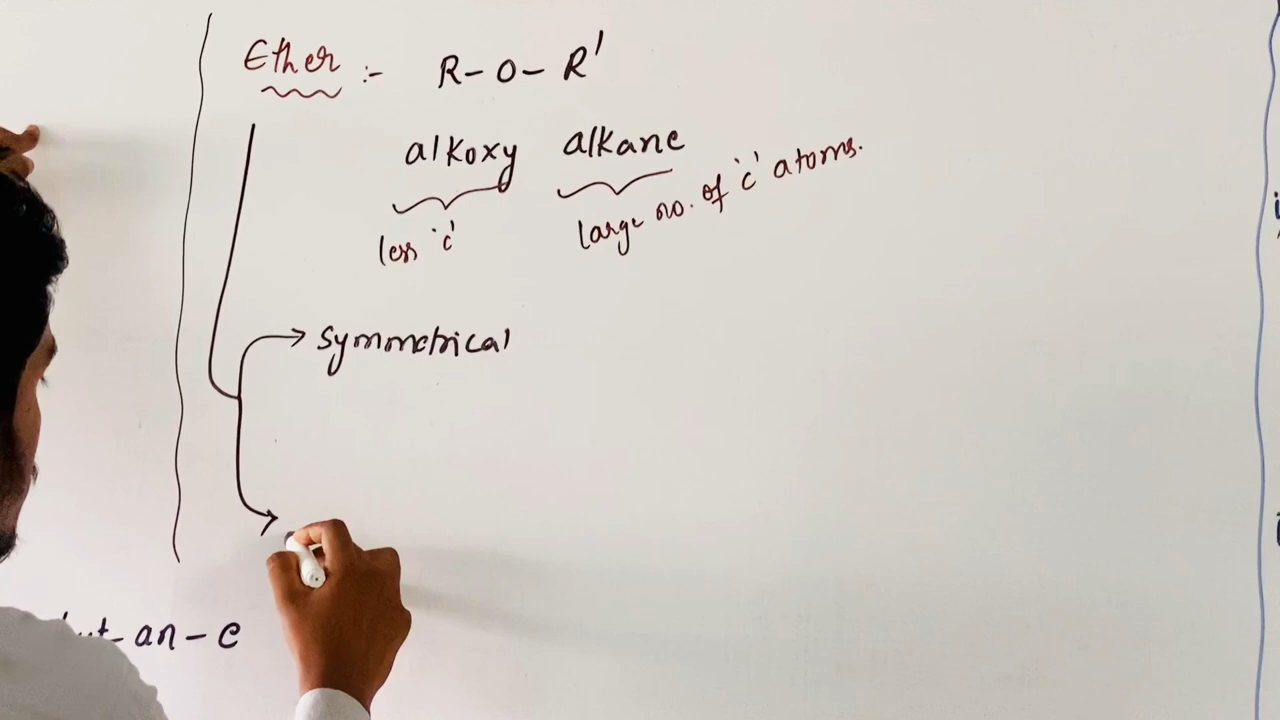 Ether :- R-O-R'
alkoxy alkane
less 'c' large no. of 'c' atoms.
symmetrical
an-e